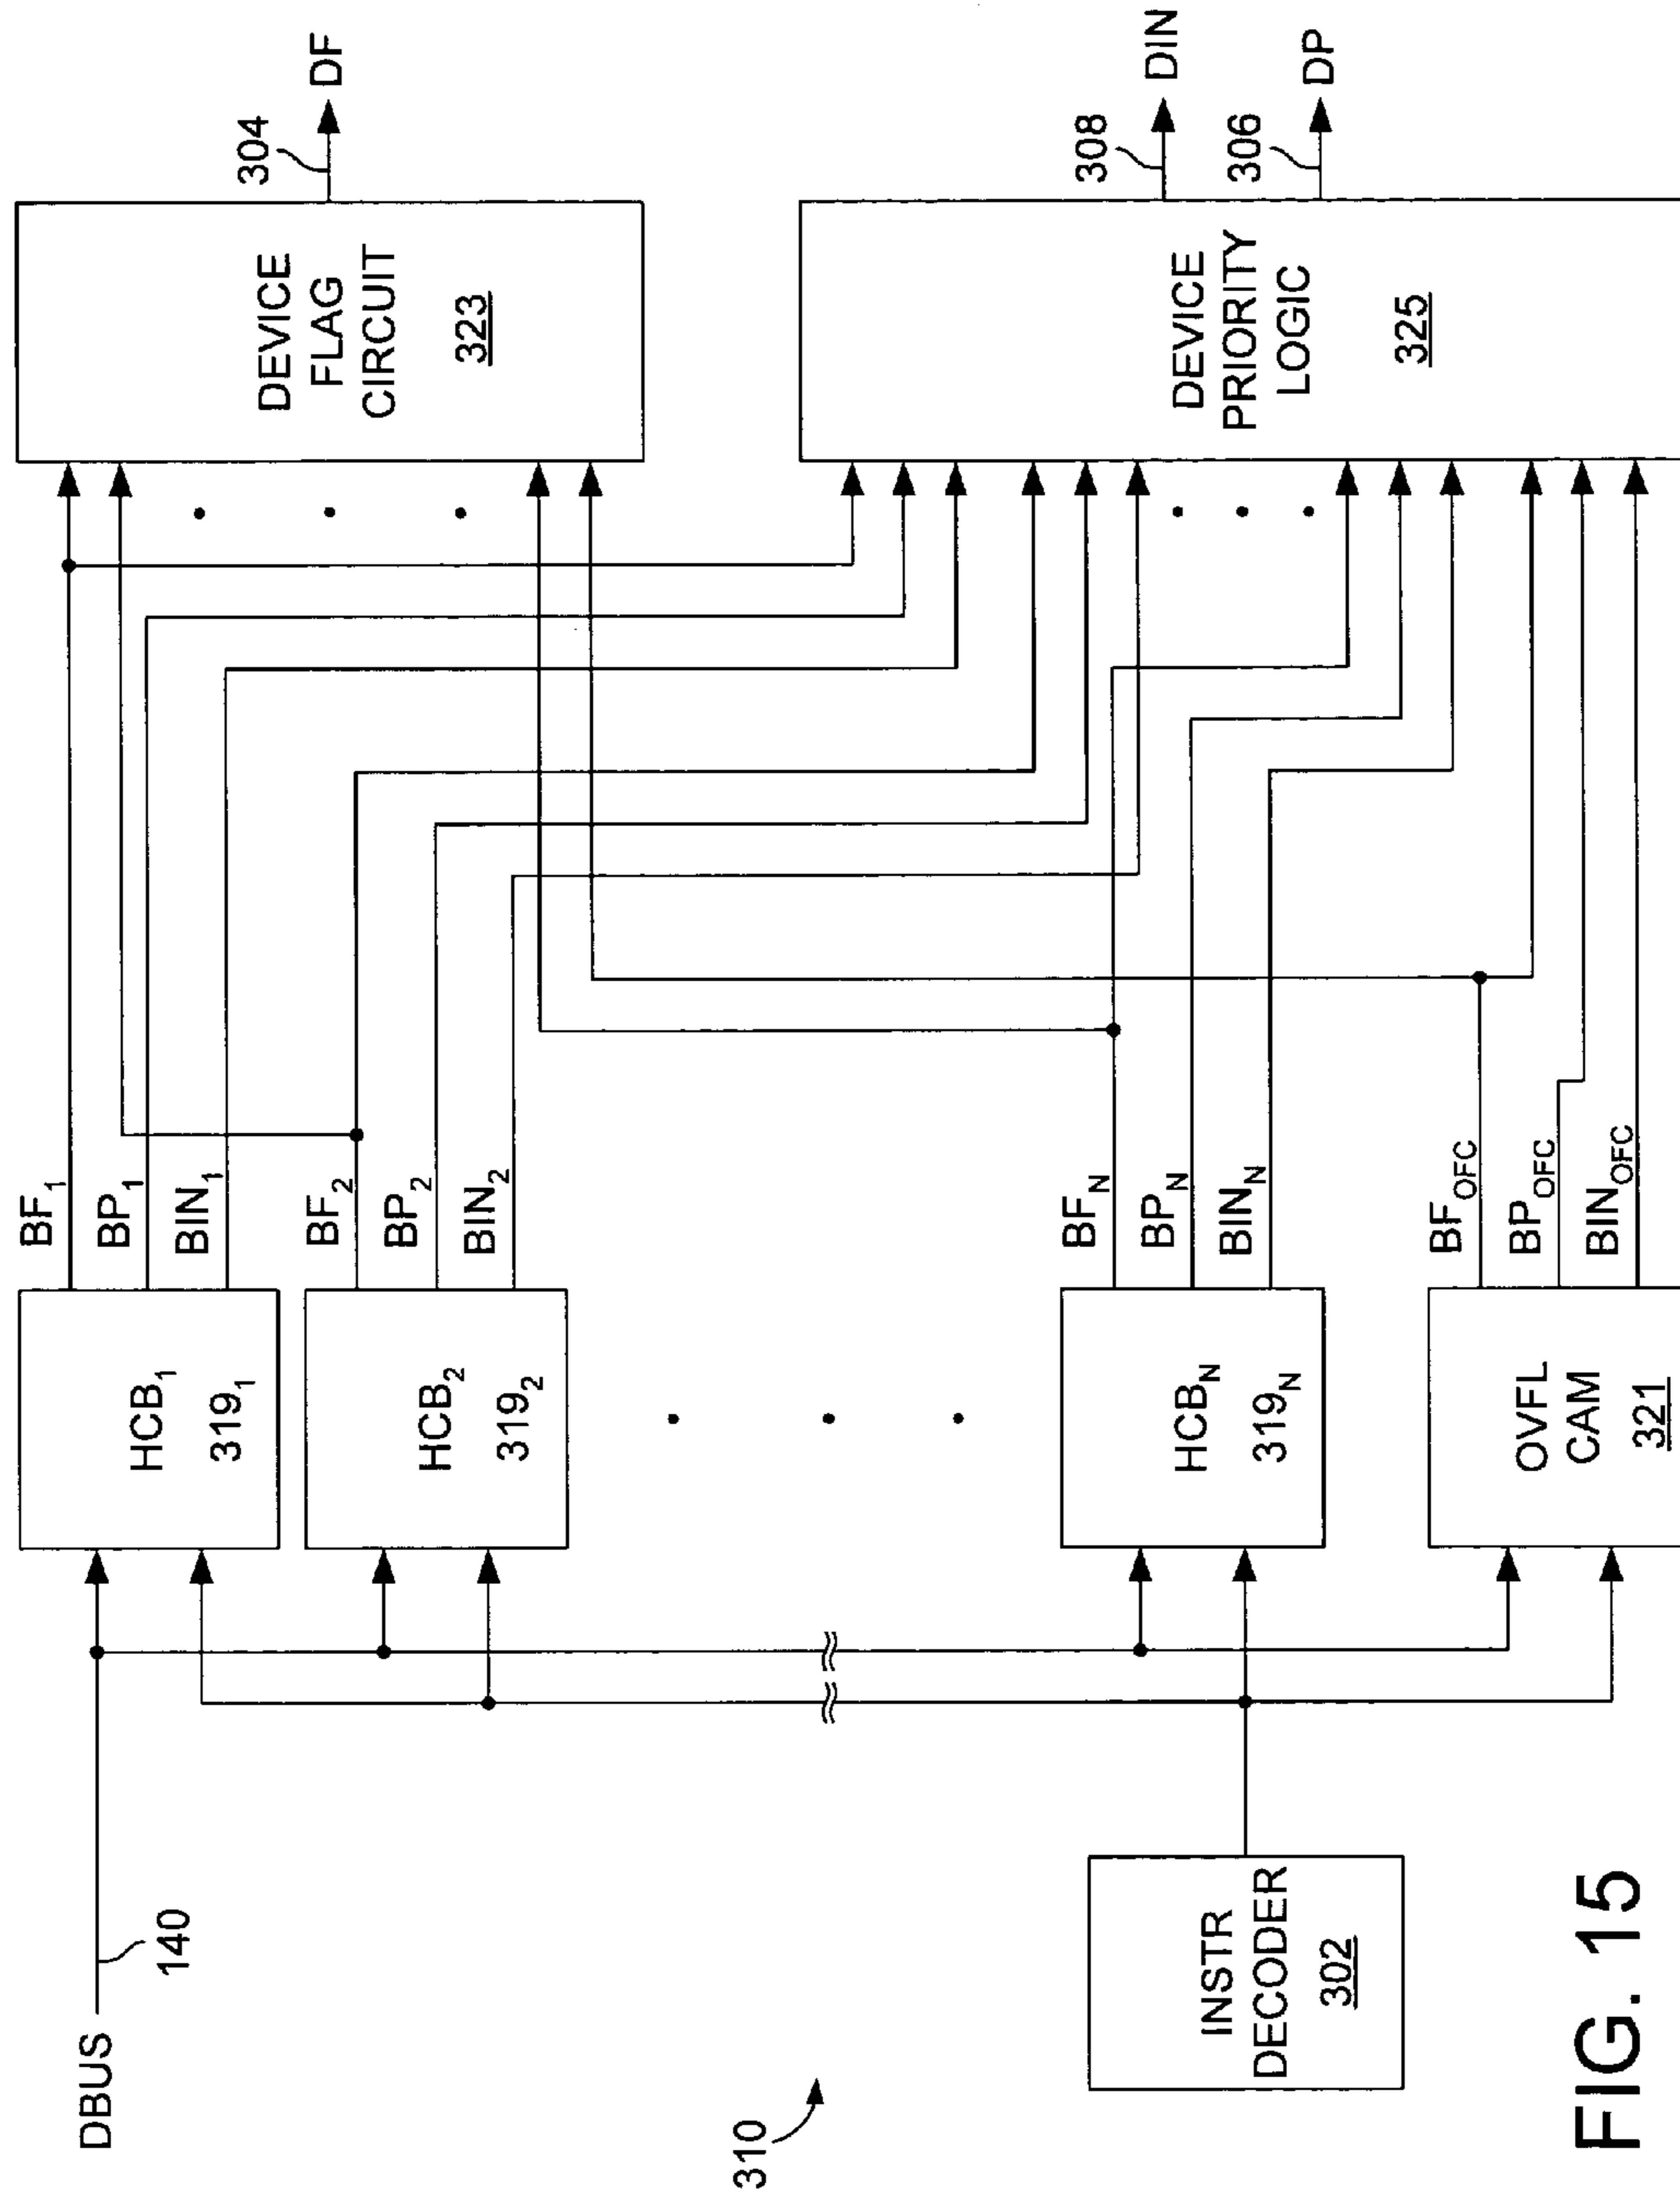 DBUS
140
310
INSTR
DECODER
302
HCB1
3191
HCB2
3192
HCBN
319N
OVFL
CAM
321
BF1
BP1
BIN1
BF2
BP2
BIN2
BFN
BPN
BINN
BFOFC
BPOFC
BINOFC
DEVICE
FLAG
CIRCUIT
323
DEVICE
PRIORITY
LOGIC
325
304
DF
308
DIN
306
DP
FIG. 15